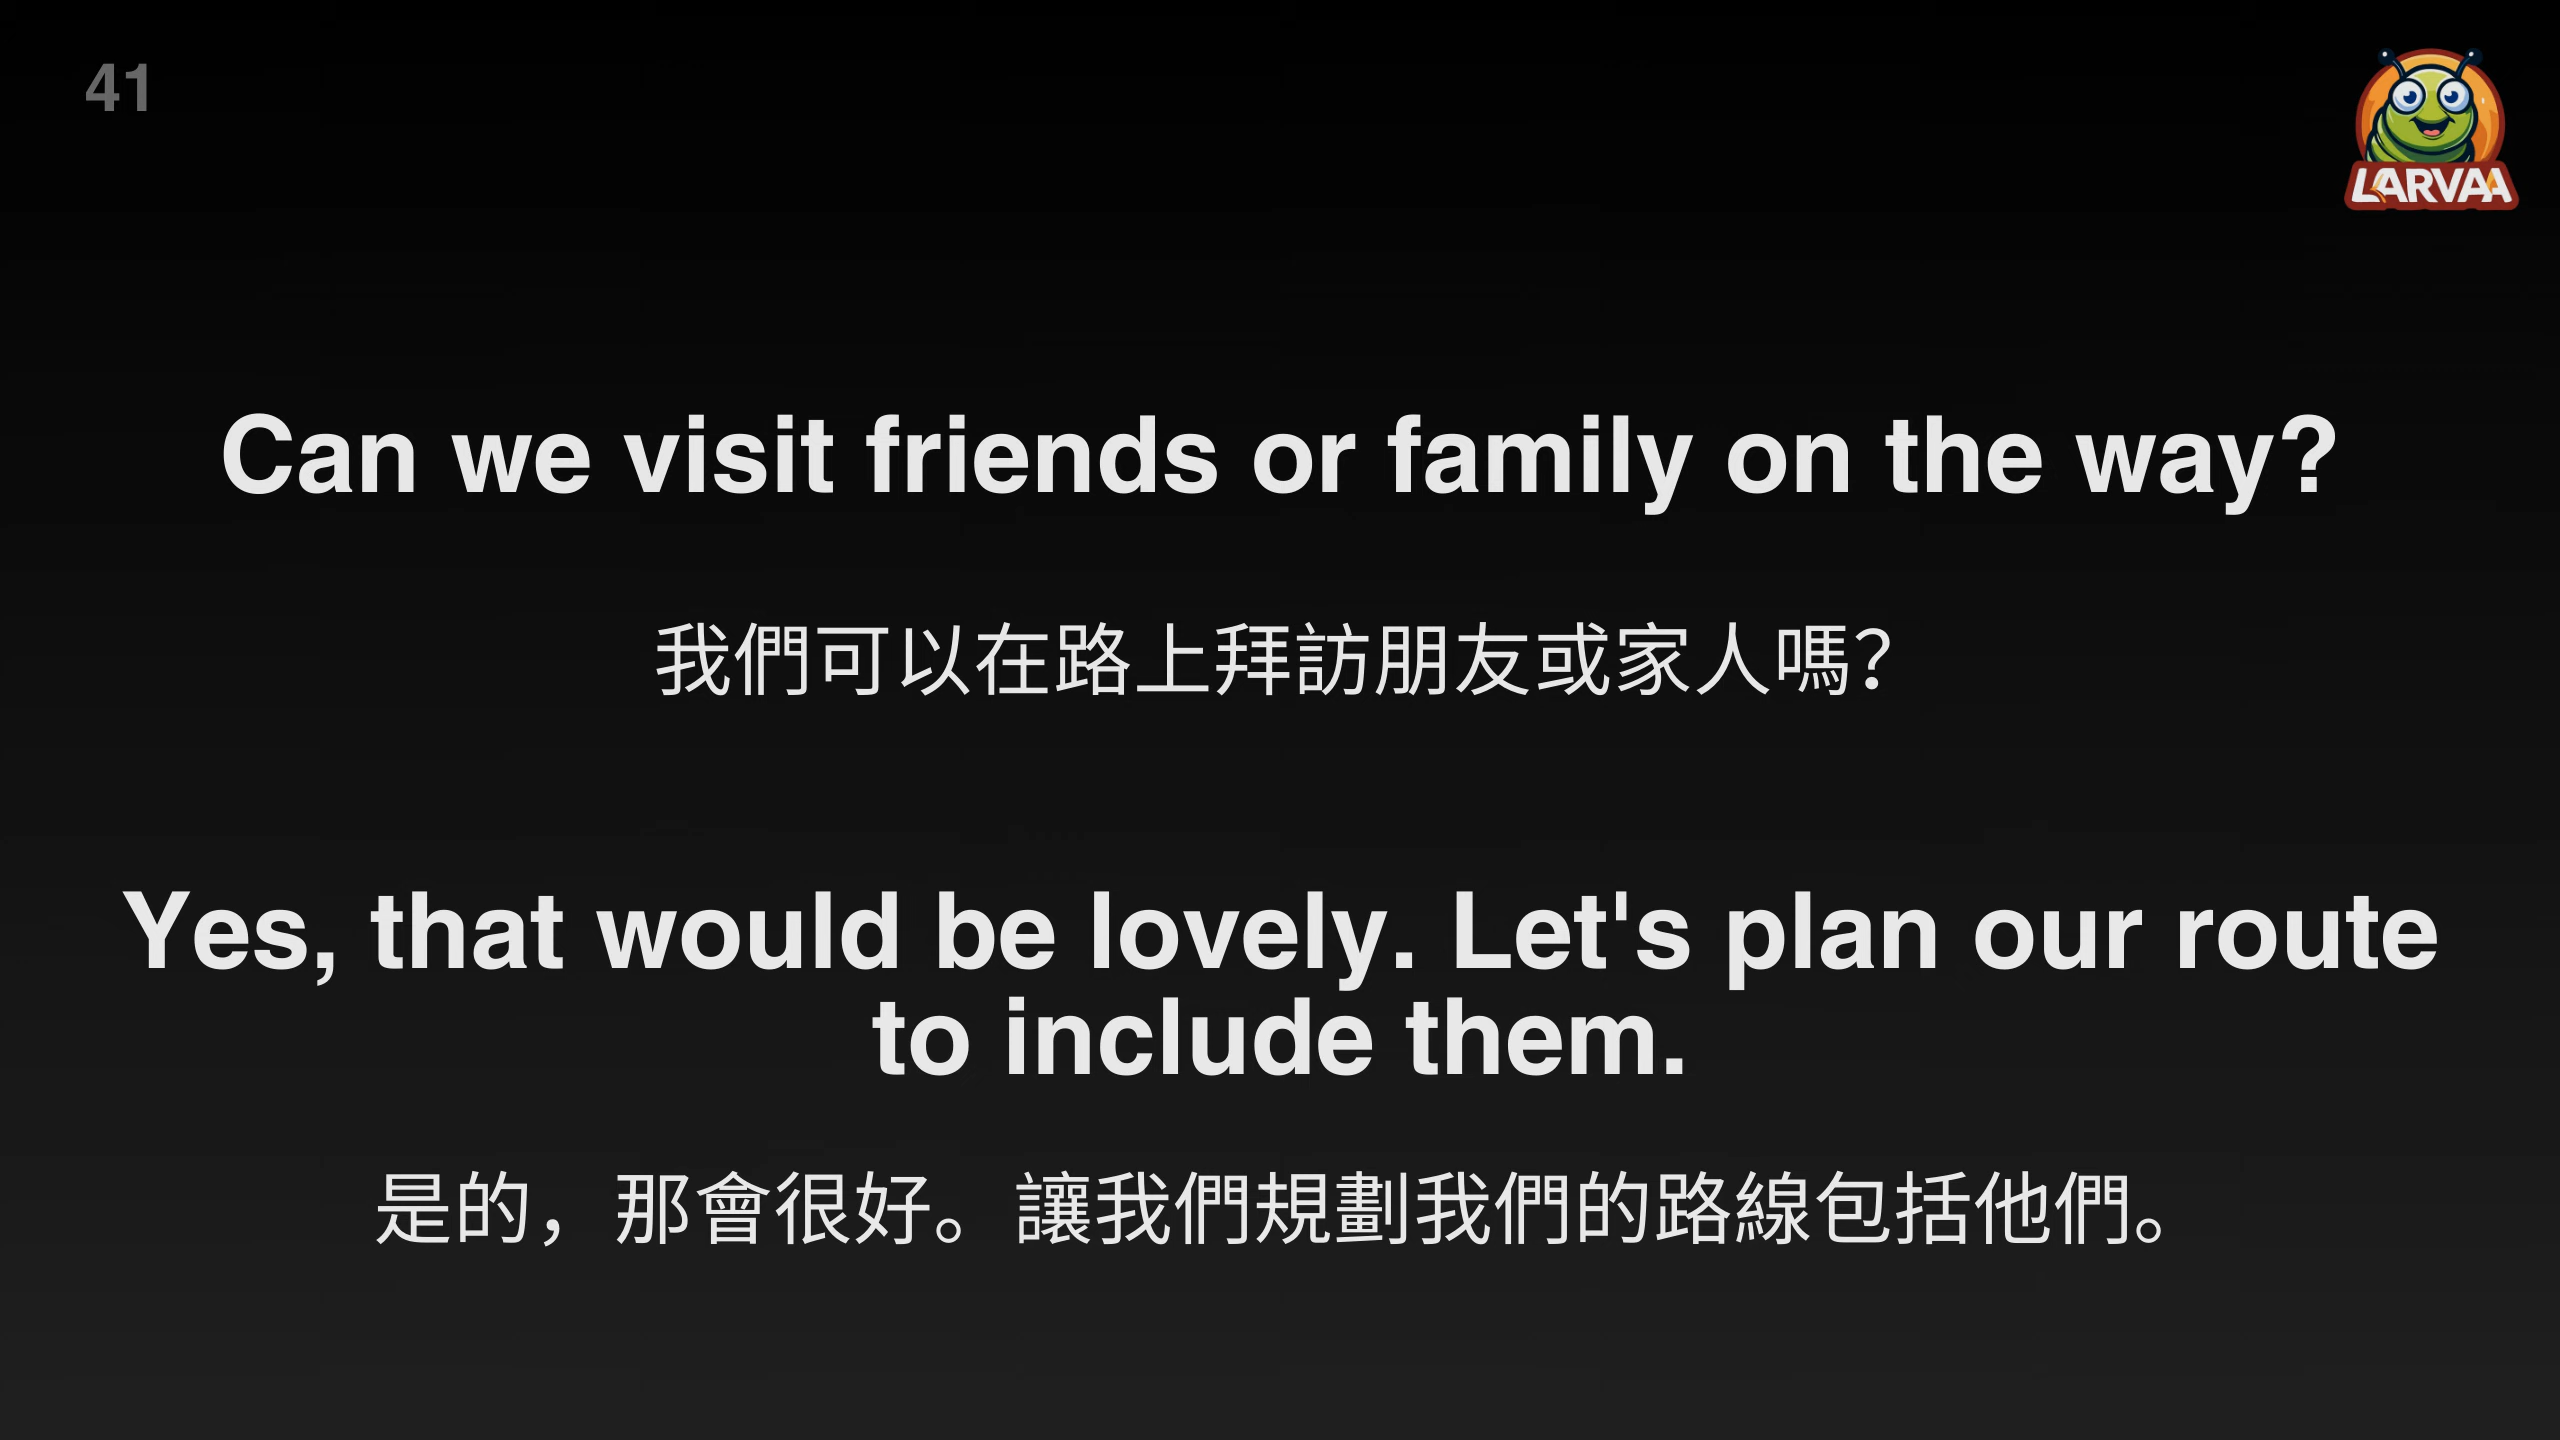 41
LARVAA
Can we visit friends or family on the way?
我們可以在路上拜訪朋友或家人嗎?
Yes, that would be lovely. Let's plan our route
to include them.
是的，那會很好。讓我們規劃我們的路線包括他們。